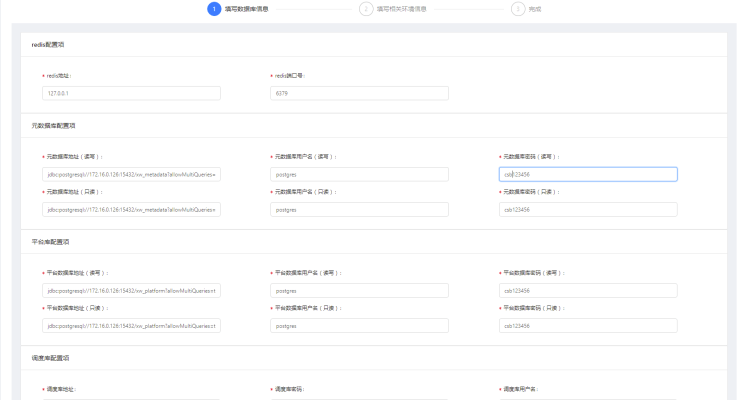 1 填写数据库信息 2 填写相关环境信息 3 完成
redis配置项
* redis地址: * redis端口号:
127.0.0.1 6379
元数据库配置项
* 元数据库地址（读写）: * 元数据库用户名（读写）: * 元数据库密码（读写）:
jdbc:postgresql://172.16.0.126:15432/sw_metadata?allowMultiQueries= postgres csb123456
* 元数据库地址（只读）: * 元数据库用户名（只读）: * 元数据库密码（只读）:
jdbc:postgresql://172.16.0.126:15432/sw_metadata?allowMultiQueries= postgres csb123456
平台库配置项
* 平台数据库地址（读写）: * 平台数据库用户名（读写）: * 平台数据库密码（读写）:
jdbc:postgresql://172.16.0.126:15432/sw_platform?allowMultiQueries=t postgres csb123456
* 平台数据库地址（只读）: * 平台数据库用户名（只读）: * 平台数据库密码（只读）:
jdbc:postgresql://172.16.0.126:15432/sw_platform?allowMultiQueries=t postgres csb123456
调度库配置项
* 调度库地址: * 调度库密码: * 调度库用户名: